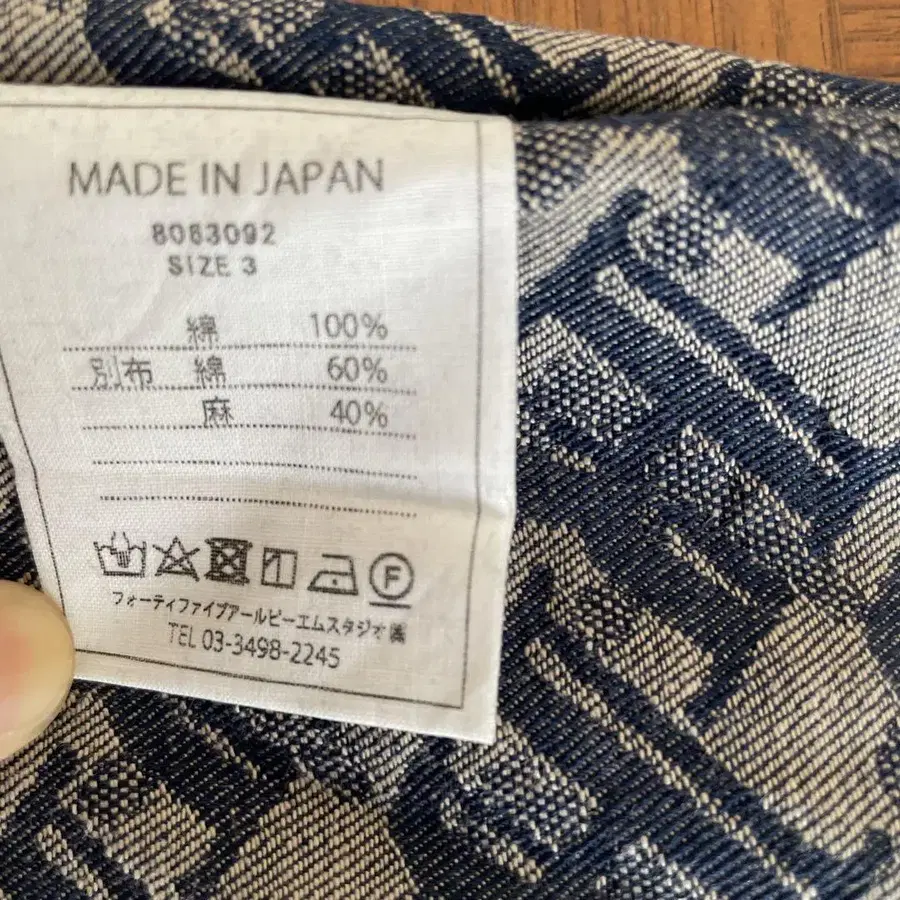 MADE IN JAPAN
8083092
SIZE 3
綿 100%
別布 綿 60%
麻 40%
F
フォーティファイブアールピーエムスタジオ㈱
TEL 03-3498-2245